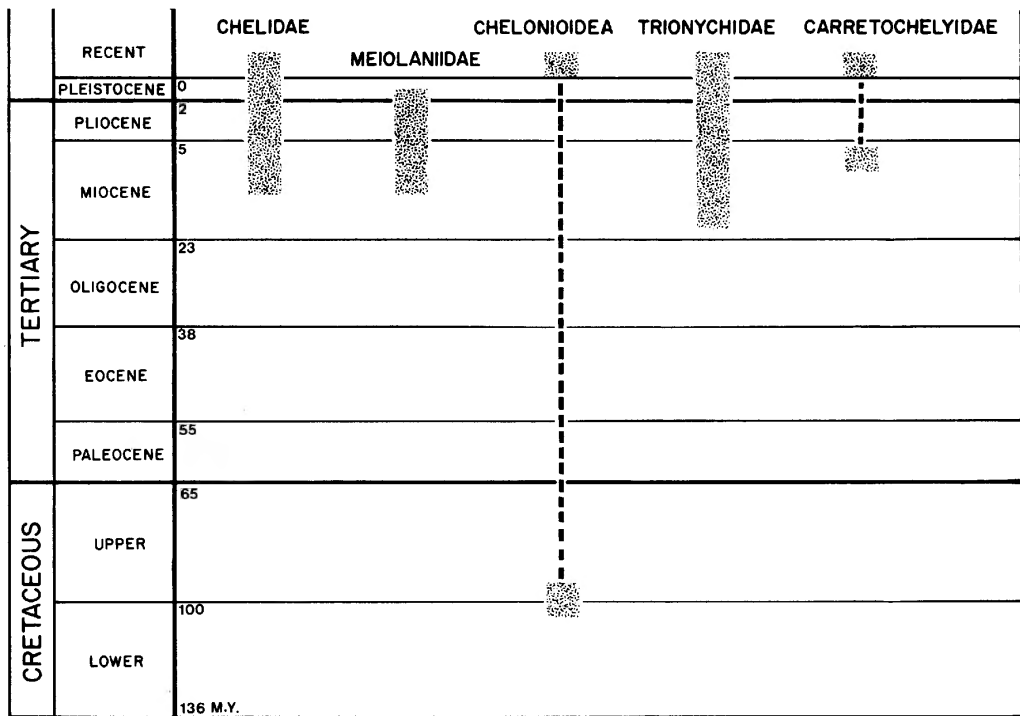 CHELIDAE
MEIOLANIIDAE
CHELONIOIDEA
TRIONYCHIDAE
CARRETOCHELYIDAE
RECENT
PLEISTOCENE
0
2
PLIOCENE
5
MIOCENE
23
OLIGOCENE
38
EOCENE
55
PALEOCENE
TERTIARY
65
UPPER
100
LOWER
136 M.Y.
CRETACEOUS